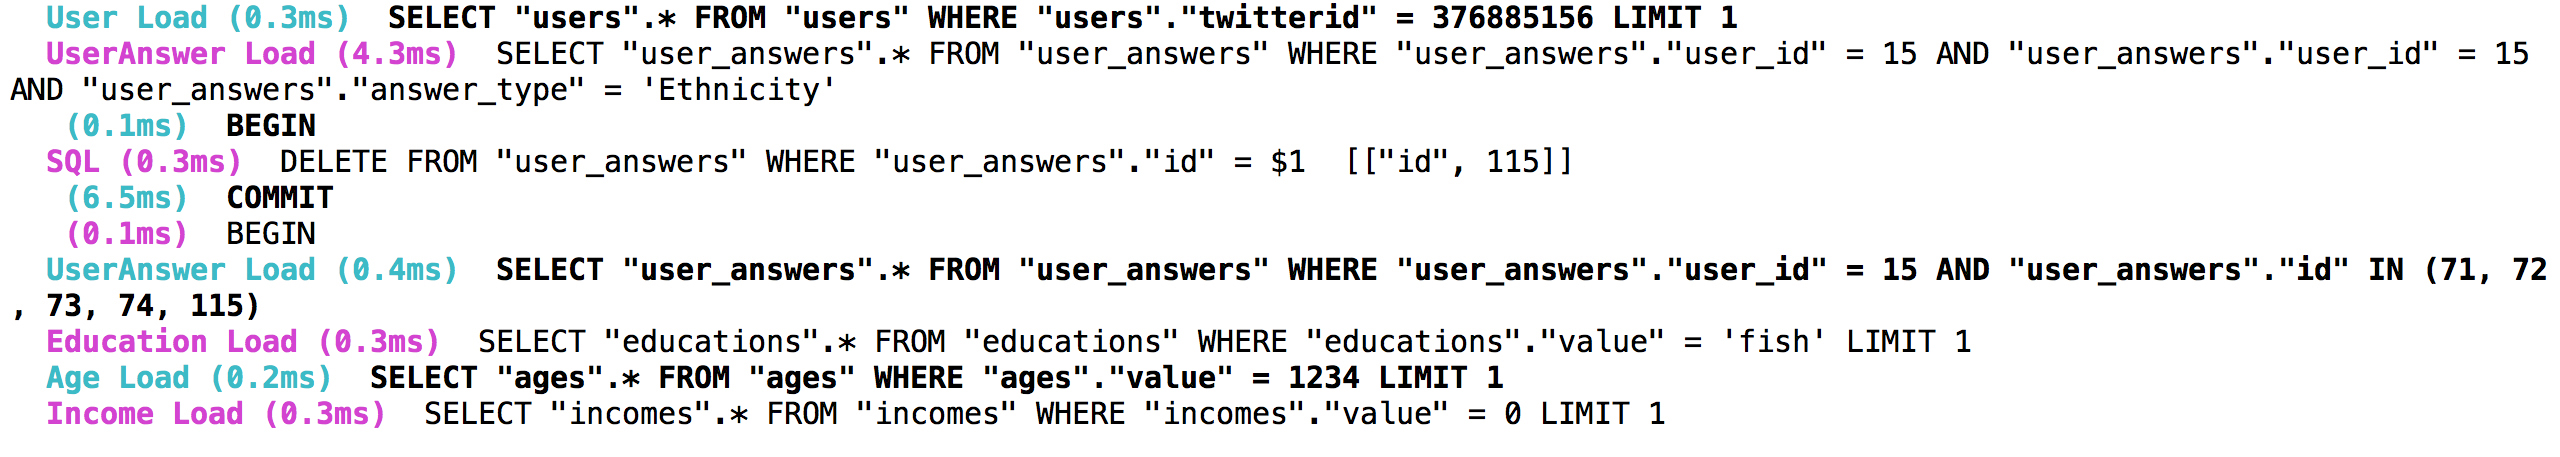 User Load (0.3ms)  SELECT "users".* FROM "users" WHERE "users"."twitterid" = 376885156 LIMIT 1
UserAnswer Load (4.3ms)  SELECT "user_answers".* FROM "user_answers" WHERE "user_answers"."user_id" = 15 AND "user_answers"."user_id" = 15
AND "user_answers"."answer_type" = 'Ethnicity'
(0.1ms)  BEGIN
SQL (0.3ms)  DELETE FROM "user_answers" WHERE "user_answers"."id" = $1  [["id", 115]]
(6.5ms)  COMMIT
(0.1ms)  BEGIN
UserAnswer Load (0.4ms)  SELECT "user_answers".* FROM "user_answers" WHERE "user_answers"."user_id" = 15 AND "user_answers"."id" IN (71, 72
, 73, 74, 115)
Education Load (0.3ms)  SELECT "educations".* FROM "educations" WHERE "educations"."value" = 'fish' LIMIT 1
Age Load (0.2ms)  SELECT "ages".* FROM "ages" WHERE "ages"."value" = 1234 LIMIT 1
Income Load (0.3ms)  SELECT "incomes".* FROM "incomes" WHERE "incomes"."value" = 0 LIMIT 1